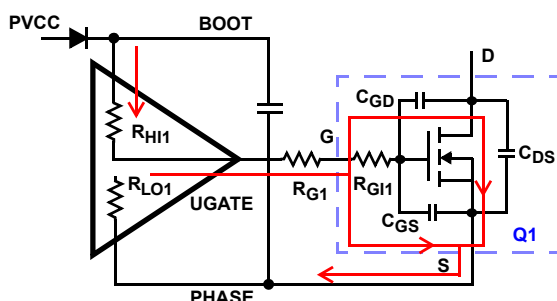 PVCC
BOOT
D
CGD
G
RHI1
CDS
RLO1
RG1
RGI1
UGATE
CGS
Q1
S
PHASE